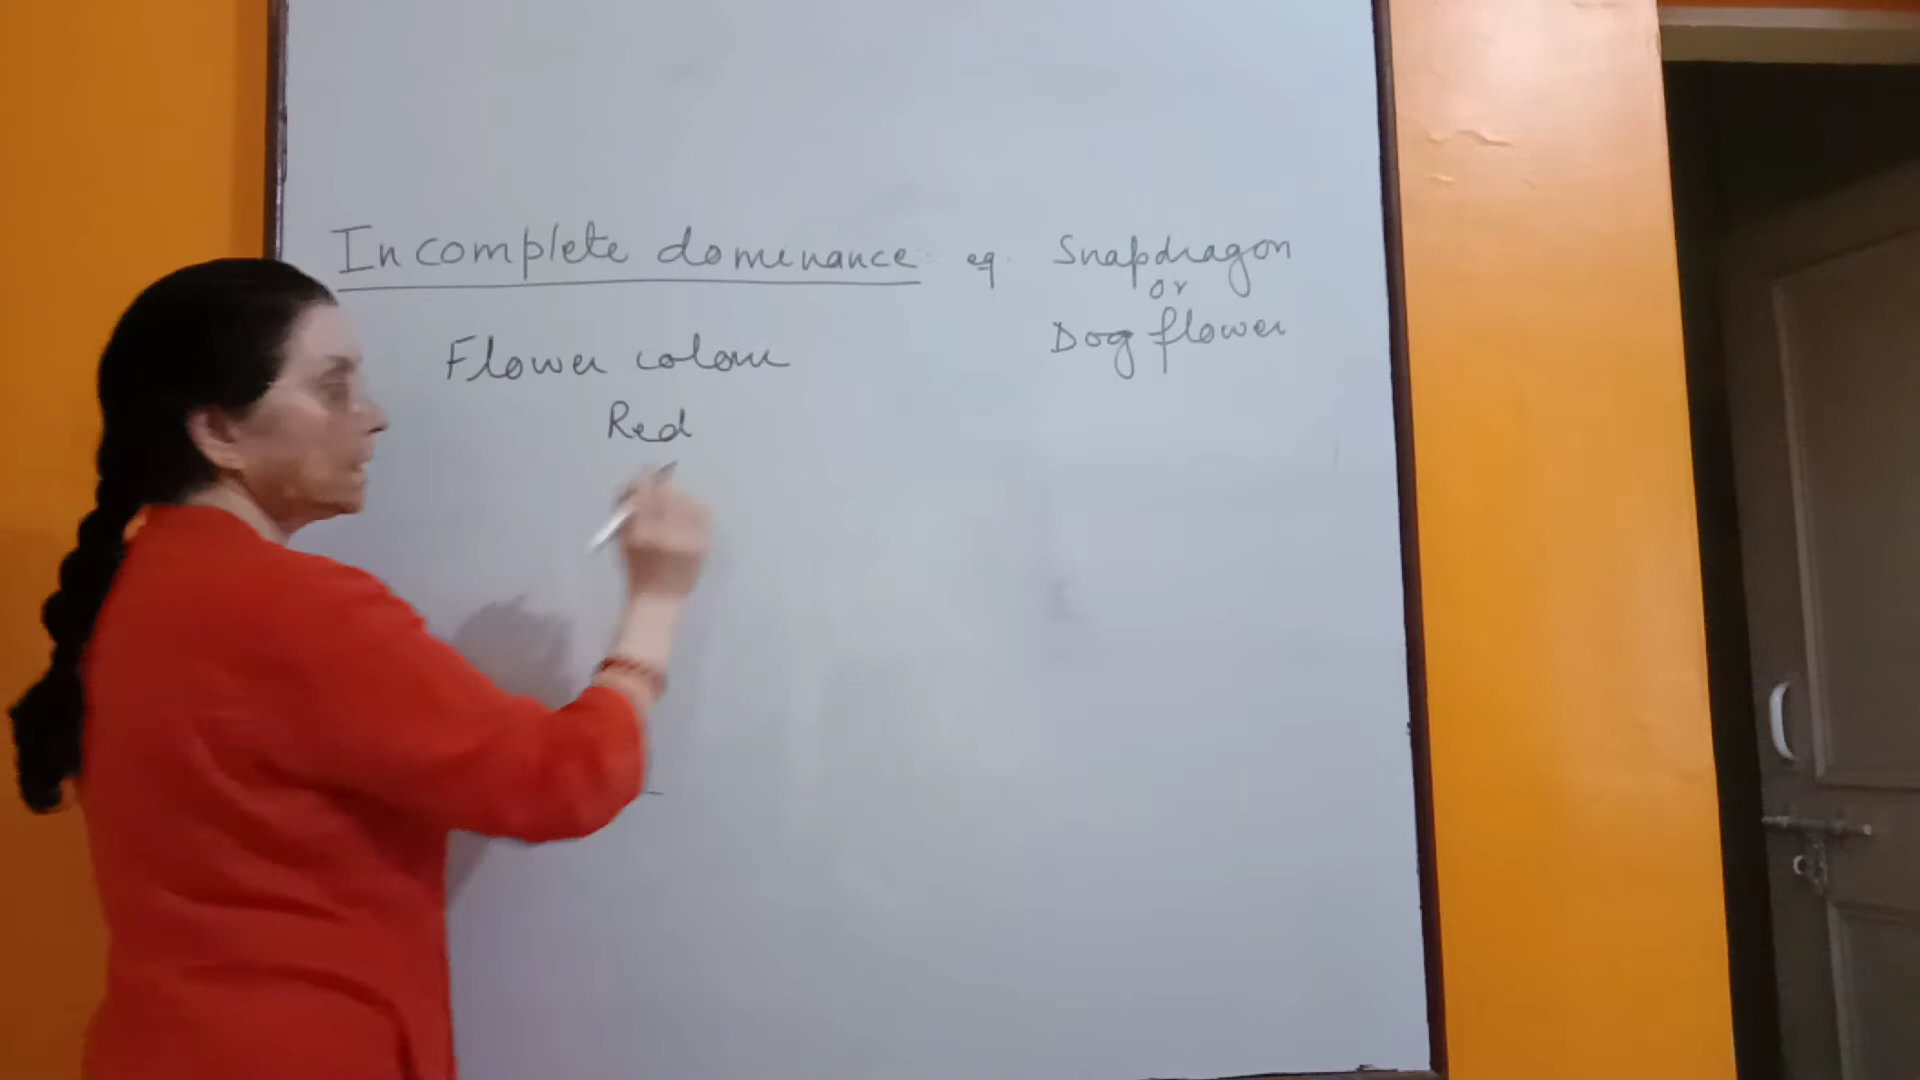 Incomplete dominance eg. Snapdragon
or
Dog flower
Flower colour
Red